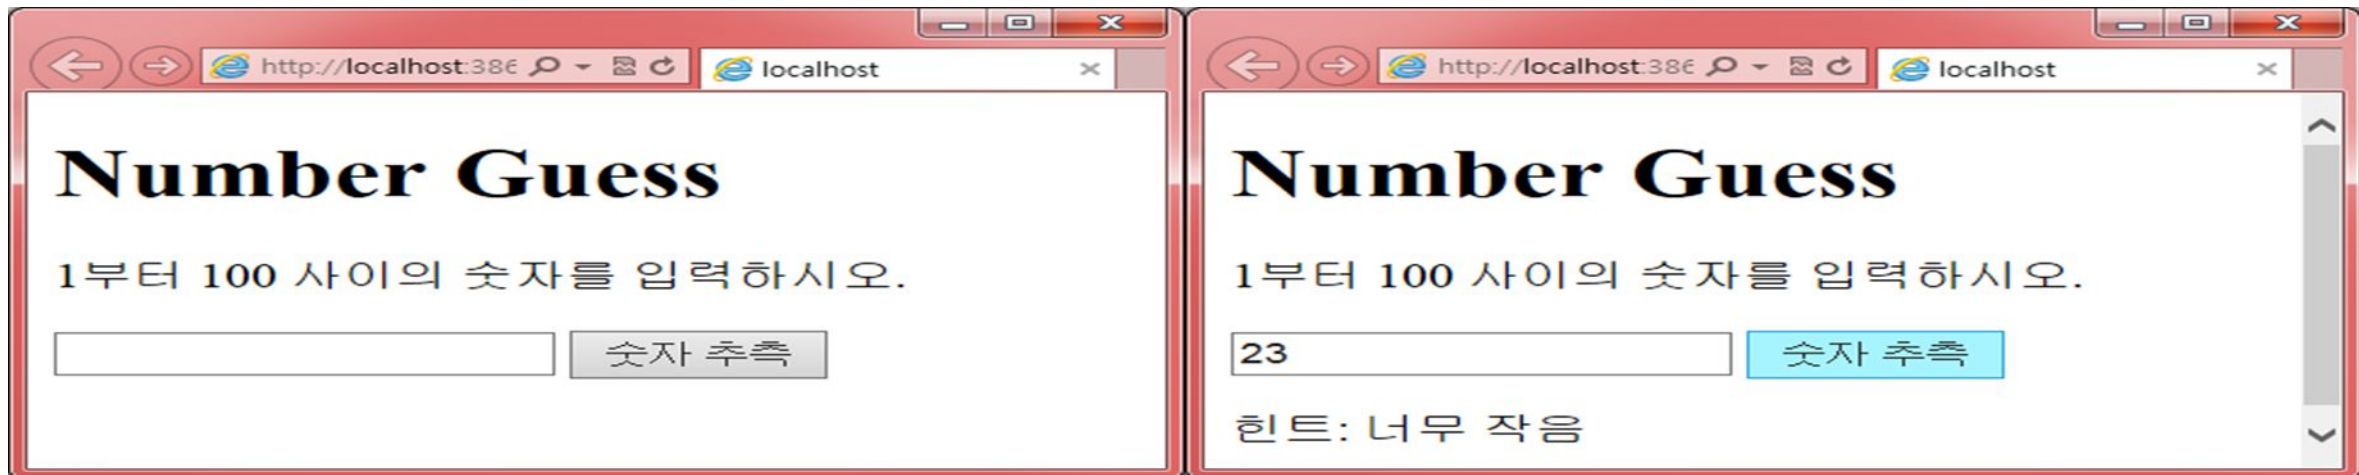 http://localhost:386
localhost
Number Guess
1부터 100 사이의 숫자를 입력하시오.
숫자 추측
http://localhost:386
localhost
Number Guess
1부터 100 사이의 숫자를 입력하시오.
23 숫자 추측
힌트: 너무 작음